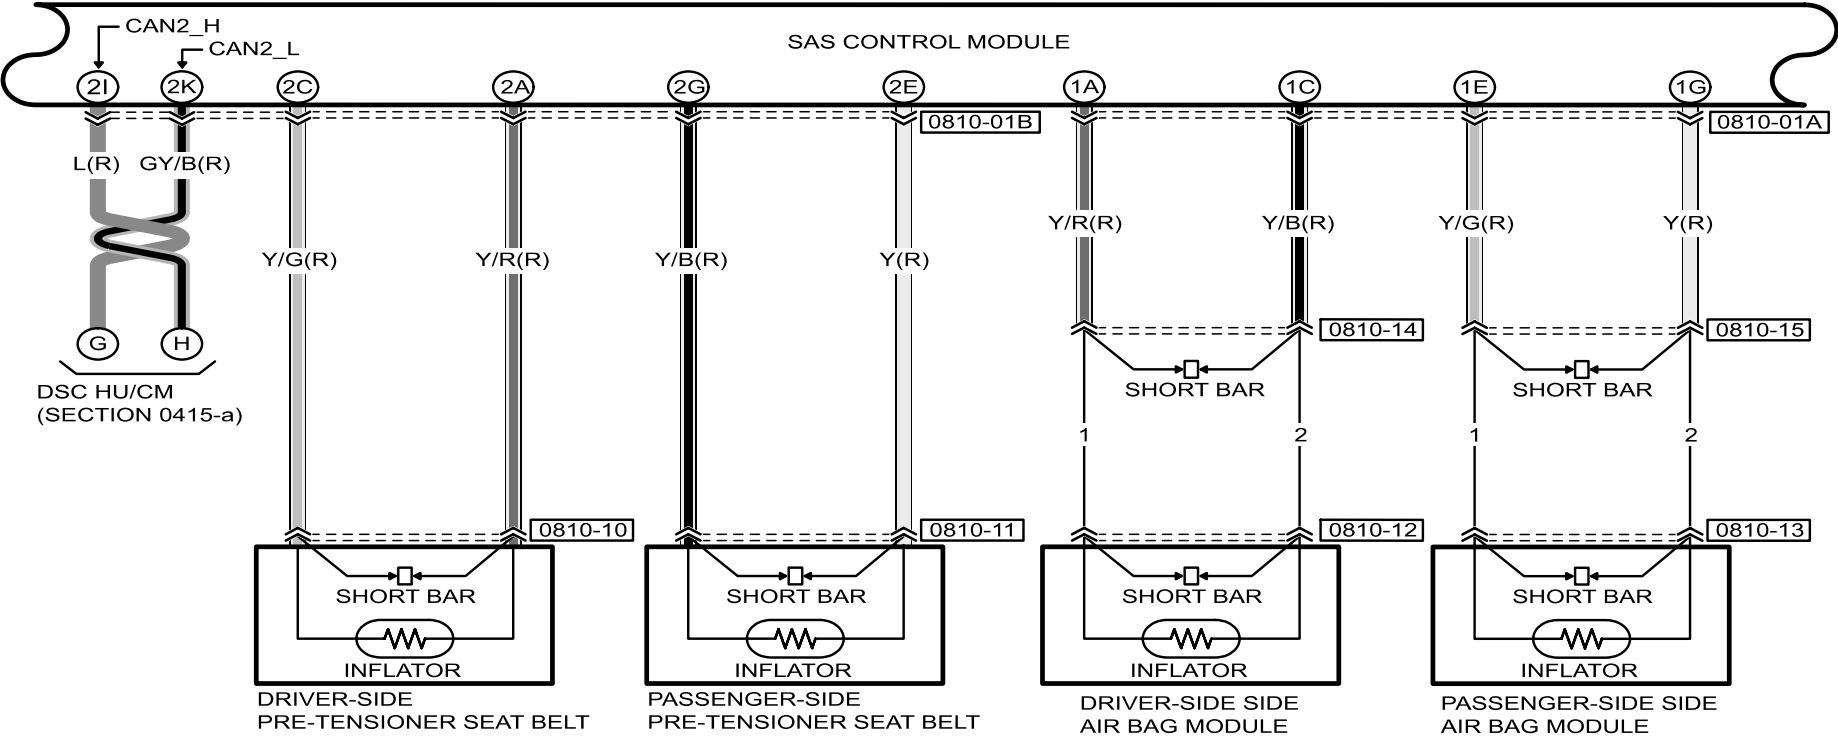 CAN2_H
CAN2_L
SAS CONTROL MODULE
2I 2K 2C 2A 2G 2E 1A 1C 1E 1G
0810-01B 0810-01A
L(R) GY/B(R)
Y/R(R) Y/B(R) Y/G(R) Y(R)
Y/G(R) Y/R(R) Y/B(R) Y(R)
0810-14 0810-15
G H
SHORT BAR SHORT BAR
DSC HU/CM
(SECTION 0415-a)
1 2 1 2
0810-10 0810-11 0810-12 0810-13
SHORT BAR SHORT BAR SHORT BAR SHORT BAR
INFLATOR INFLATOR INFLATOR INFLATOR
DRIVER-SIDE
PRE-TENSIONER SEAT BELT
PASSENGER-SIDE
PRE-TENSIONER SEAT BELT
DRIVER-SIDE SIDE
AIR BAG MODULE
PASSENGER-SIDE SIDE
AIR BAG MODULE